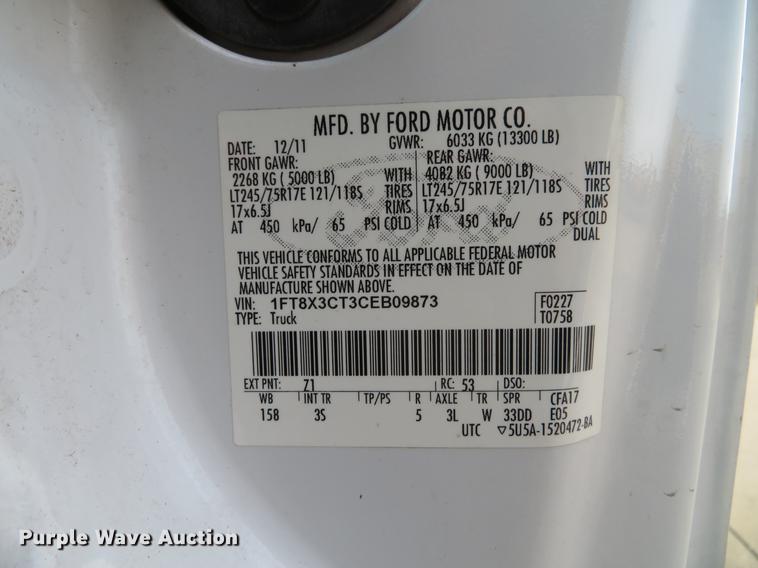 MFD. BY FORD MOTOR CO.
DATE: 12/11 GVWR: 6033 KG (13300 LB)
FRONT GAWR: REAR GAWR:
2268 KG ( 5000 LB) WITH 4082 KG ( 9000 LB) WITH
LT245/75R17E 121/118S TIRES LT245/75R17E 121/118S TIRES
17x6.5J RIMS 17x6.5J RIMS
AT 450 kPa/ 65 PSI COLD AT 450 kPa/ 65 PSI COLD
DUAL
THIS VEHICLE CONFORMS TO ALL APPLICABLE FEDERAL MOTOR
VEHICLE SAFETY STANDARDS IN EFFECT ON THE DATE OF
MANUFACTURE SHOWN ABOVE.
VIN: 1FT8X3CT3CEB09873 F0227
TYPE: Truck T0758
EXT PNT: Z1 RC: 53 DSO:
WB INT TR TP/PS R AXLE TR SPR CFA17
158 3S 5 3L W 33DD E05
UTC ▽5U5A-1520472-BA
Purple Wave Auction